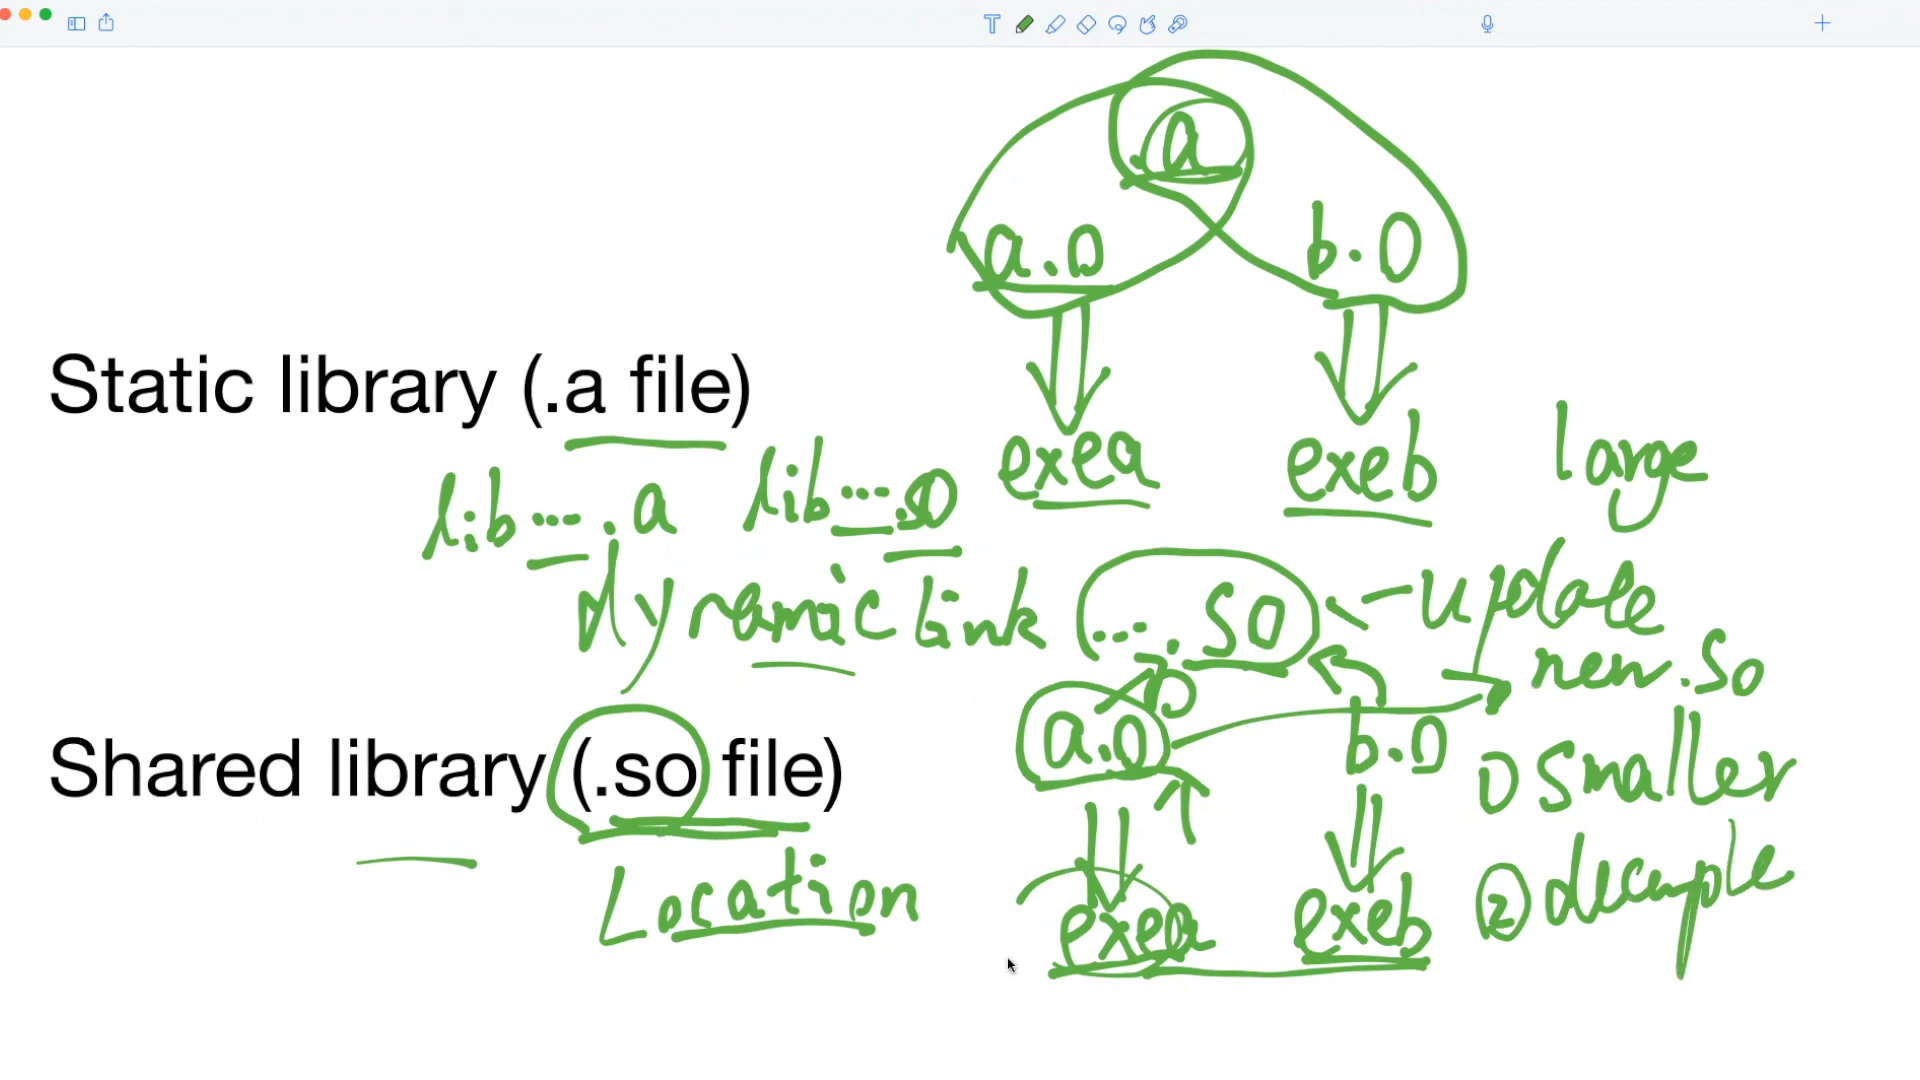 .a
a.o b.o
Static library (.a file)
exea exeb large
lib....a lib....so
dynamic link ....so update
new.so
Shared library (.so file)
a.o b.o ① smaller
Location
exea exeb ② decouple